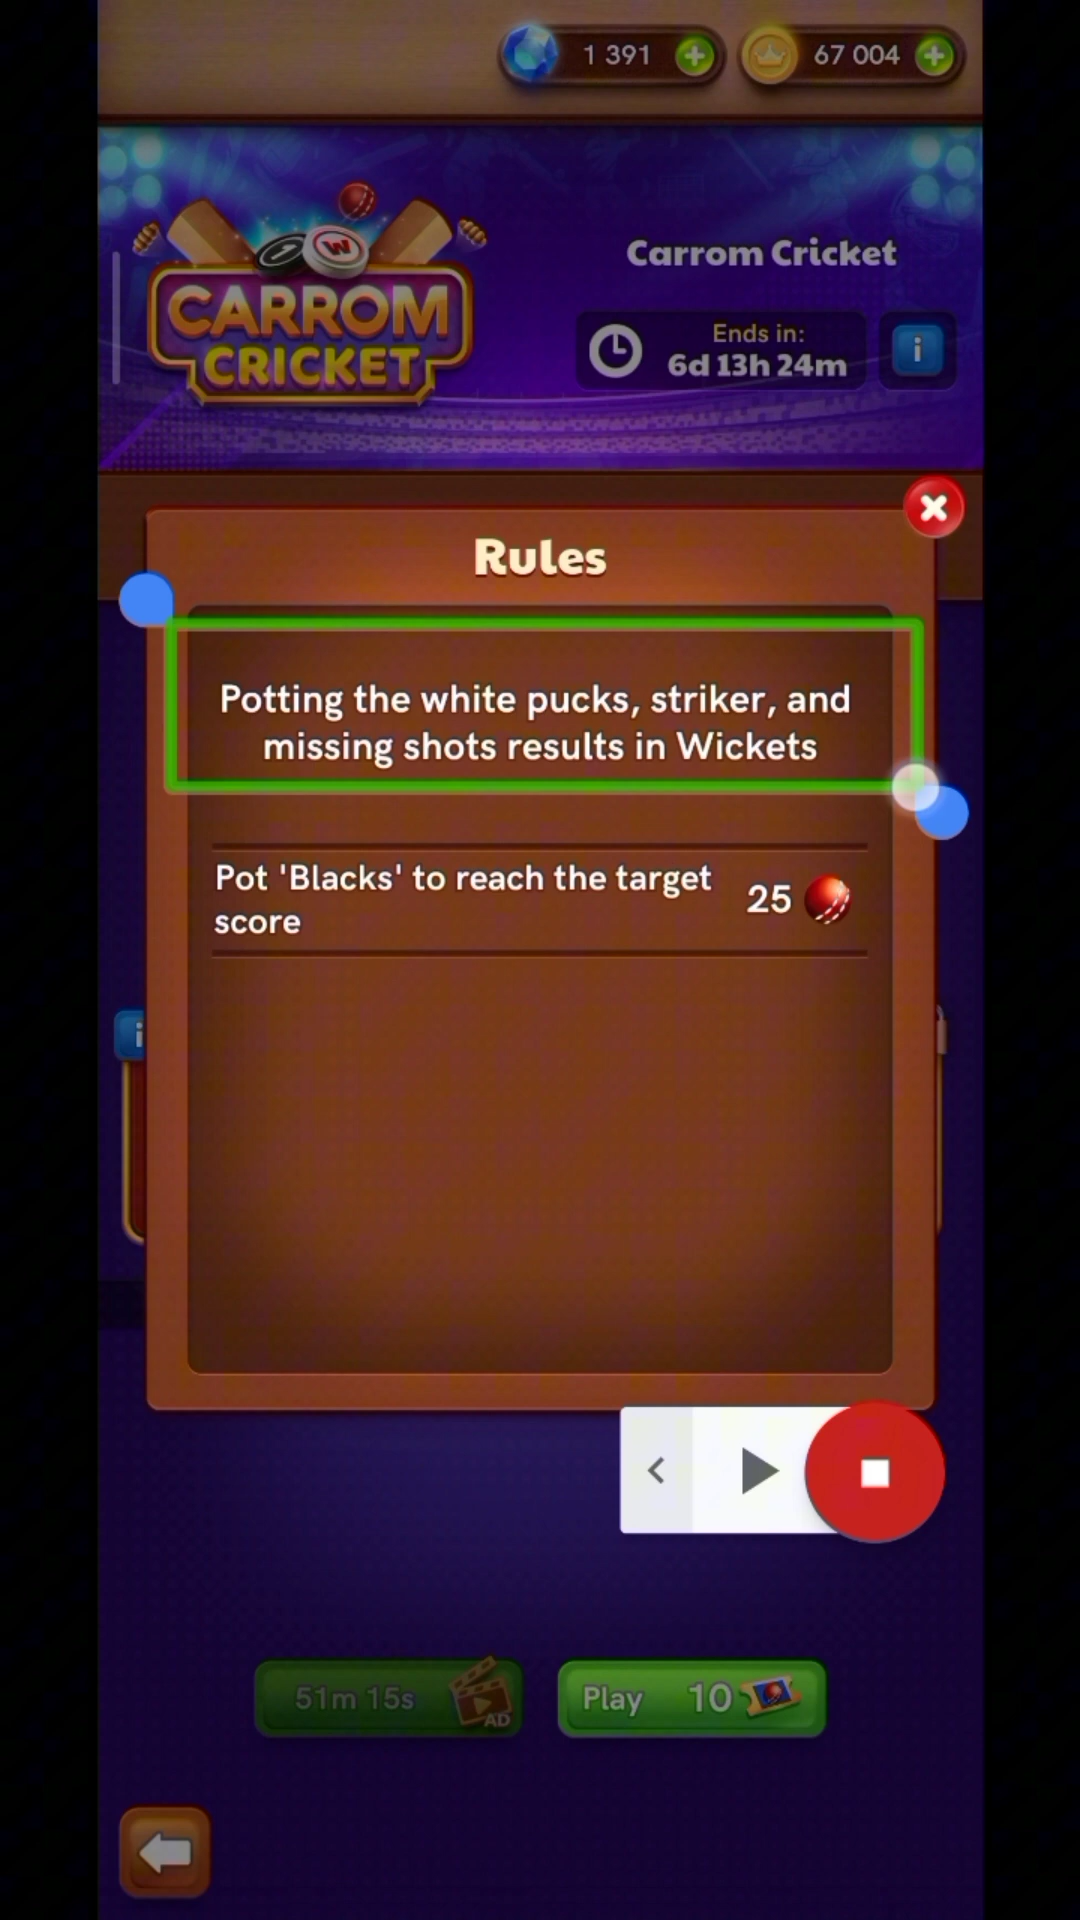 1 391
67 004
W
CARROM
CRICKET
Carrom Cricket
Ends in:
6d 13h 24m
i
Rules
Potting the white pucks, striker, and
missing shots results in Wickets
Pot 'Blacks' to reach the target
score
25
i
51m 15s
AD
Play 10